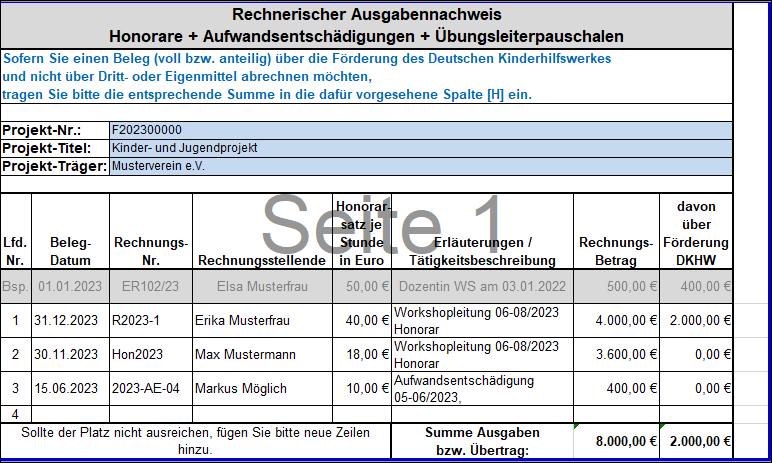 Rechnerischer Ausgabennachweis
Honorare + Aufwandsentschädigungen + Übungsleiterpauschalen
Sofern Sie einen Beleg (voll bzw. anteilig) über die Förderung des Deutschen Kinderhilfswerkes
und nicht über Dritt- oder Eigenmittel abrechnen möchten,
tragen Sie bitte die entsprechende Summe in die dafür vorgesehene Spalte [H] ein.
Projekt-Nr.: F202300000
Projekt-Titel: Kinder- und Jugendprojekt
Projekt-Träger: Musterverein e.V.
Seite 1
Lfd. Nr. Beleg-Datum Rechnungs-Nr. Rechnungsstellende Honorar-satz je Stunde in Euro Erläuterungen / Tätigkeitsbeschreibung Rechnungs-Betrag davon über Förderung DKHW
Bsp. 01.01.2023 ER102/23 Elsa Musterfrau 50,00 € Dozentin WS am 03.01.2022 500,00 € 400,00 €
1 31.12.2023 R2023-1 Erika Musterfrau 40,00 € Workshopleitung 06-08/2023 Honorar 4.000,00 € 2.000,00 €
2 30.11.2023 Hon2023 Max Mustermann 18,00 € Workshopleitung 06-08/2023 Honorar 3.600,00 € 0,00 €
3 15.06.2023 2023-AE-04 Markus Möglich 10,00 € Aufwandsentschädigung 05-06/2023, 400,00 € 0,00 €
4
Sollte der Platz nicht ausreichen, fügen Sie bitte neue Zeilen hinzu.
Summe Ausgaben bzw. Übertrag: 8.000,00 € 2.000,00 €